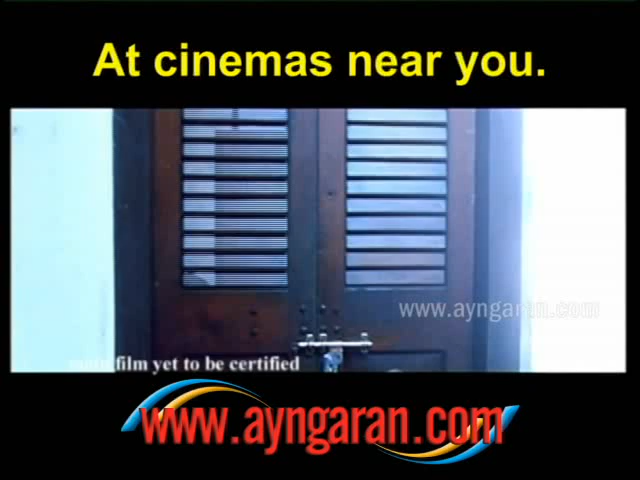 At cinemas near you.
www.ayngaran.com
film yet to be certified
www.ayngaran.com